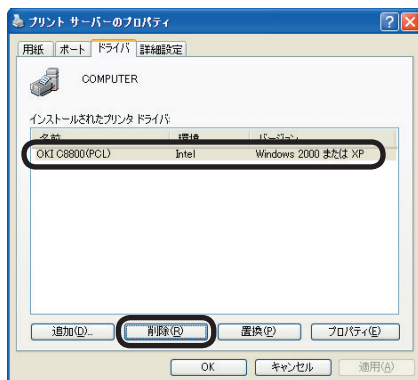 プリント サーバーのプロパティ
用紙 ポート ドライバ 詳細設定
COMPUTER
インストールされたプリンタ ドライバ:
名前 環境 バージョン
OKI C8800(PCL) Intel Windows 2000 または XP
追加(D)... 削除(R) 置換(P) プロパティ(E)
OK キャンセル 適用(A)